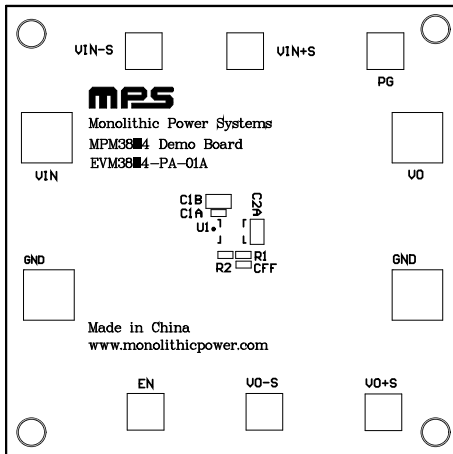 VIN-S
VIN+S
PG
MPS
Monolithic Power Systems
Demo Board
VIN
VO
C1B
C1A
U1
C2A
R2
R1
CFF
GND
GND
Made in China
www.monolithicpower.com
EN
VO-S
VO+S